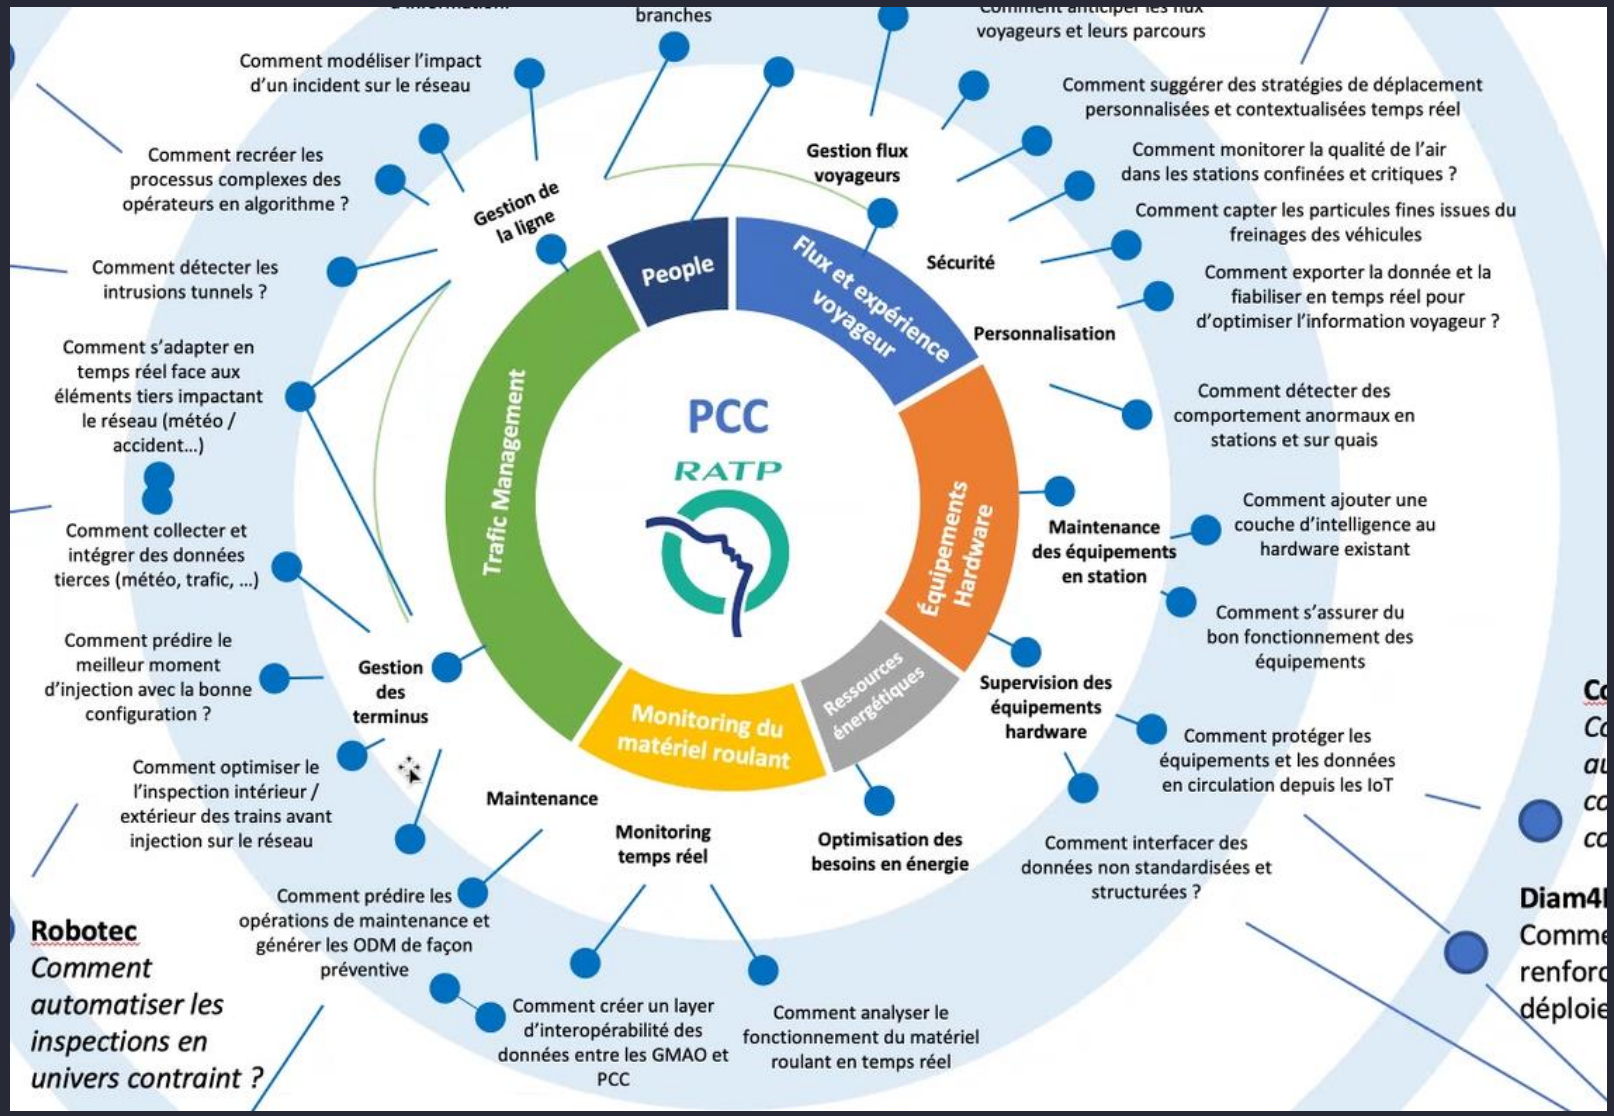 branches
voyageurs et leurs parcours
Comment modéliser l’impact
d’un incident sur le réseau
Comment suggérer des stratégies de déplacement
personnalisées et contextualisées temps réel
Gestion flux
voyageurs
Comment monitorer la qualité de l’air
dans les stations confinées et critiques ?
Comment recréer les
processus complexes des
opérateurs en algorithme ?
Gestion de
la ligne
Comment capter les particules fines issues du
freinages des véhicules
Sécurité
People
Flux et expérience
voyageur
Comment détecter les
intrusions tunnels ?
Comment exporter la donnée et la
fiabiliser en temps réel pour
d’optimiser l’information voyageur ?
Personnalisation
Comment s’adapter en
temps réel face aux
éléments tiers impactant
le réseau (météo /
accident...)
Comment détecter des
comportement anormaux en
stations et sur quais
PCC
RATP
Trafic Management
Équipements
Hardware
Maintenance
des équipements
en station
Comment ajouter une
couche d’intelligence au
hardware existant
Comment collecter et
intégrer des données
tierces (météo, trafic, ...)
Comment s’assurer du
bon fonctionnement des
équipements
Comment prédire le
meilleur moment
d’injection avec la bonne
configuration ?
Gestion
des
terminus
Ressources
énergétiques
Supervision des
équipements
hardware
Monitoring du
matériel roulant
Comment protéger les
équipements et les données
en circulation depuis les IoT
Comment optimiser le
l’inspection intérieur /
extérieur des trains avant
injection sur le réseau
Maintenance
Monitoring
temps réel
Optimisation des
besoins en énergie
Comment interfacer des
données non standardisées et
structurées ?
Comment prédire les
opérations de maintenance et
générer les ODM de façon
préventive
Robotec
Comment
automatiser les
inspections en
univers contraint ?
Comment créer un layer
d’interopérabilité des
données entre les GMAO et
PCC
Comment analyser le
fonctionnement du matériel
roulant en temps réel